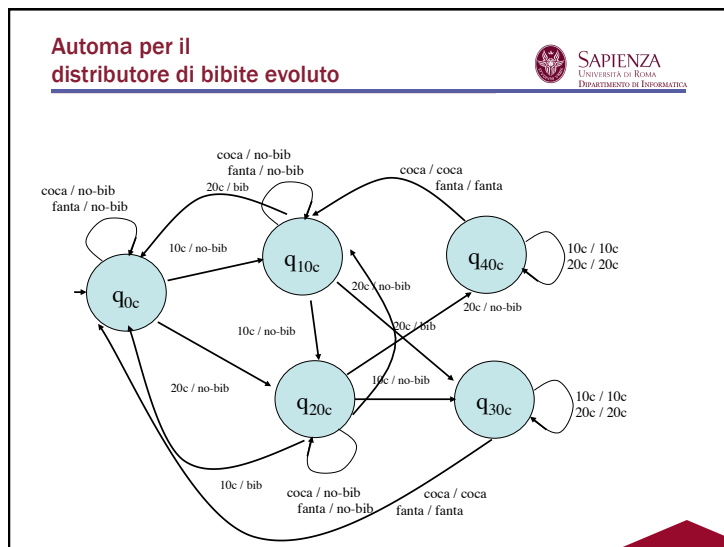 Automa per il
distributore di bibite evoluto
SAPIENZA
UNIVERSITÀ DI ROMA
DIPARTIMENTO DI INFORMATICA
coca / no-bib
fanta / no-bib
coca / no-bib
fanta / no-bib
20c / bib
coca / coca
fanta / fanta
10c / no-bib
q10c
q40c
10c / 10c
20c / 20c
q0c
20c / no-bib
20c / no-bib
10c / no-bib
20c / bib
20c / no-bib
10c / no-bib
q20c
q30c
10c / 10c
20c / 20c
10c / bib
coca / no-bib
fanta / no-bib
coca / coca
fanta / fanta